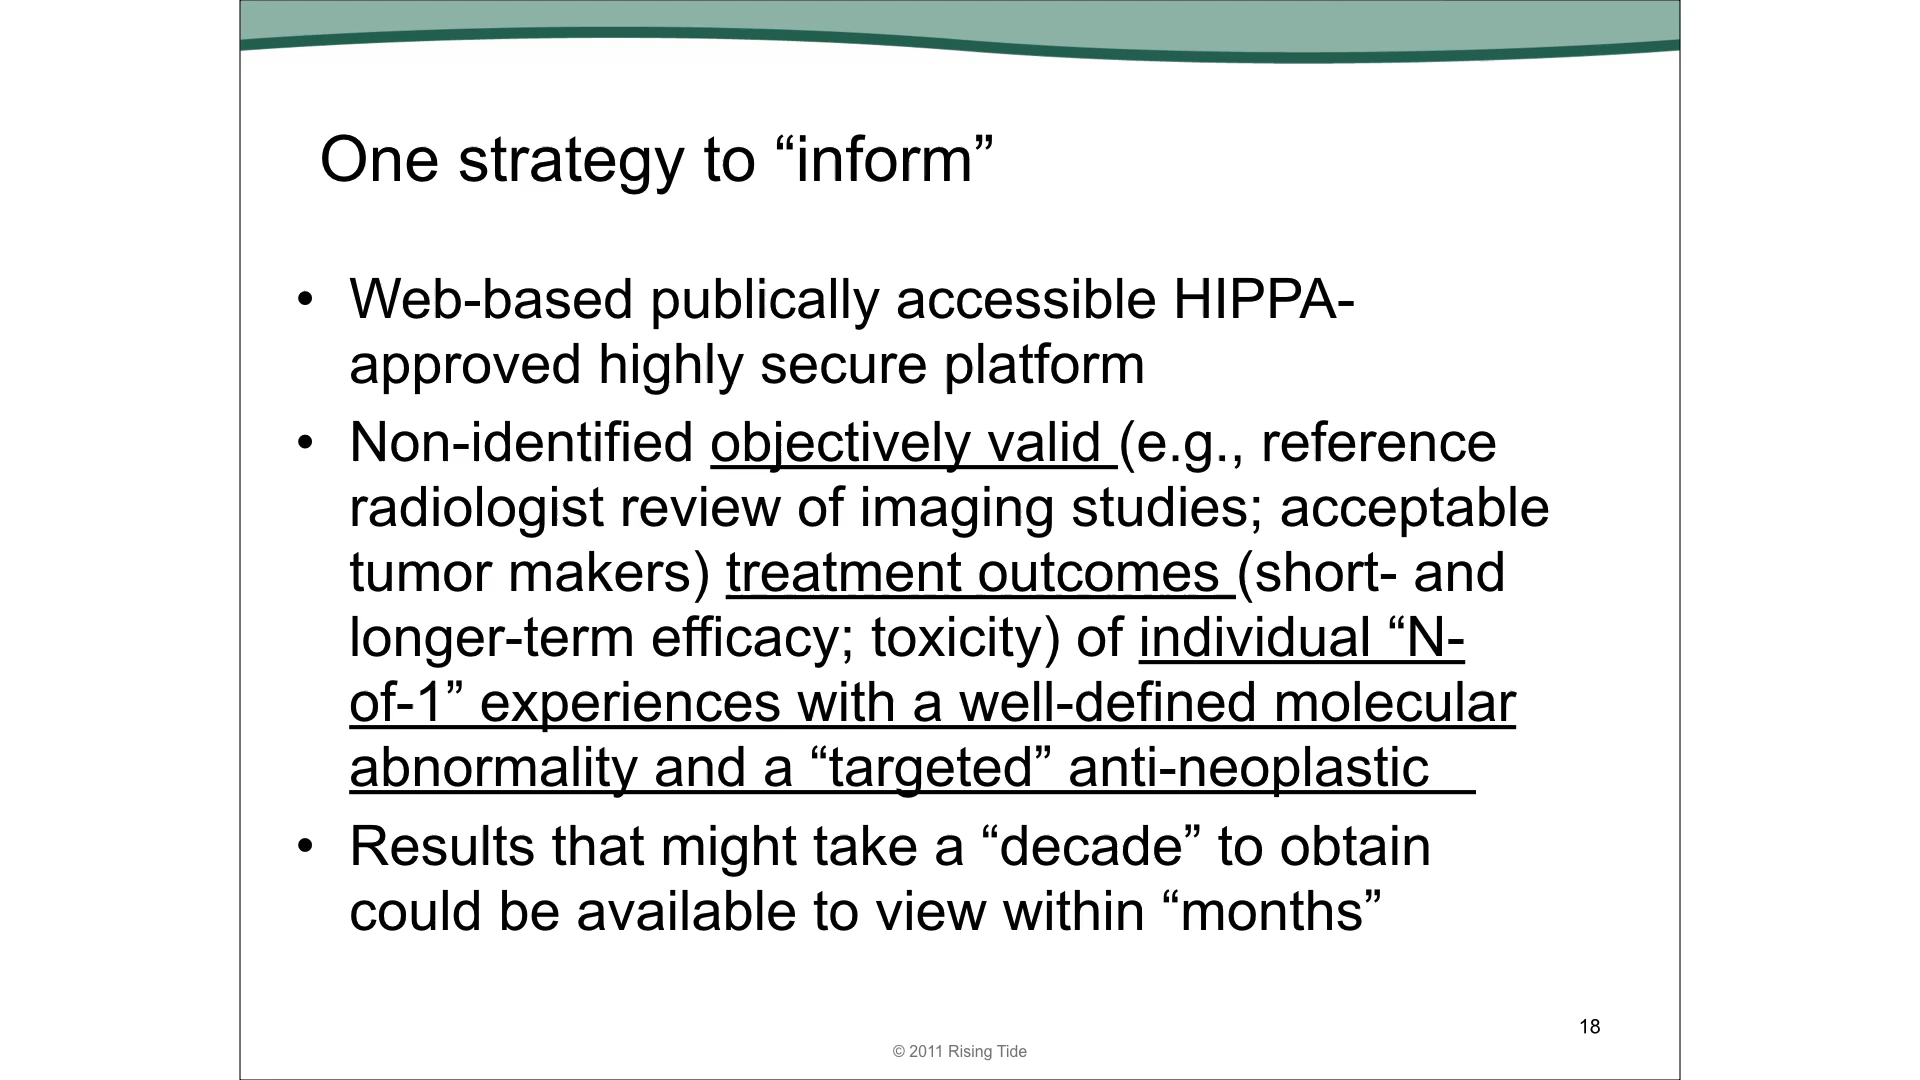 One strategy to “inform”
• Web-based publically accessible HIPPA-
approved highly secure platform
• Non-identified objectively valid (e.g., reference
radiologist review of imaging studies; acceptable
tumor makers) treatment outcomes (short- and
longer-term efficacy; toxicity) of individual “N-
of-1” experiences with a well-defined molecular
abnormality and a “targeted” anti-neoplastic
• Results that might take a “decade” to obtain
could be available to view within “months”
18
© 2011 Rising Tide